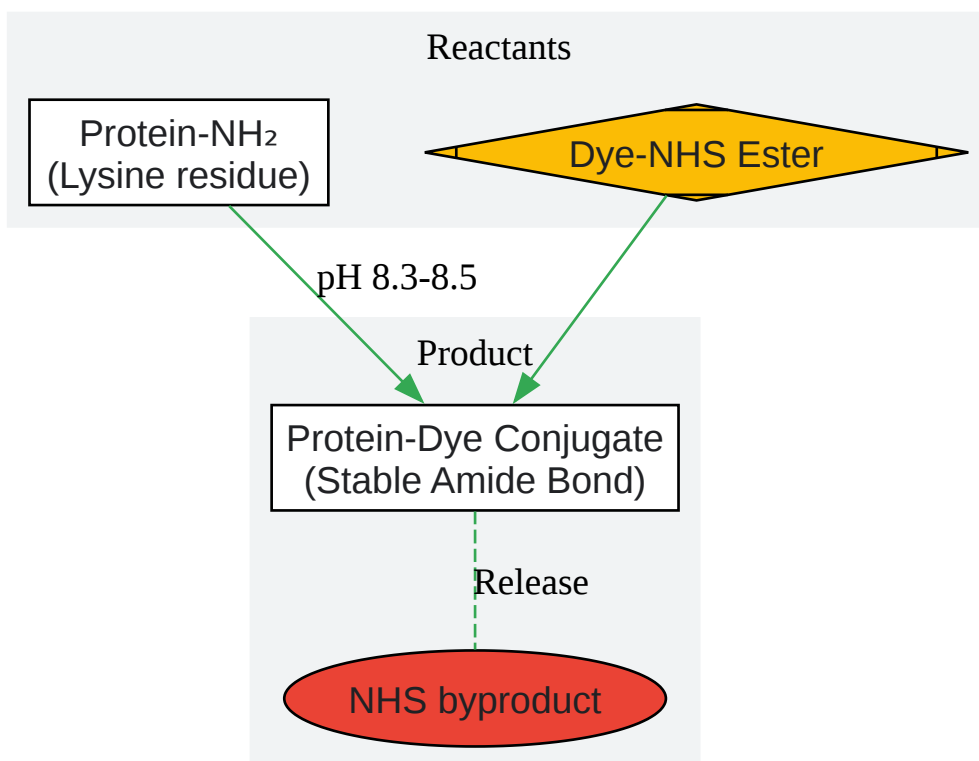 Reactants
Protein-NH₂
(Lysine residue)
Dye-NHS Ester
pH 8.3-8.5
Product
Protein-Dye Conjugate
(Stable Amide Bond)
Release
NHS byproduct